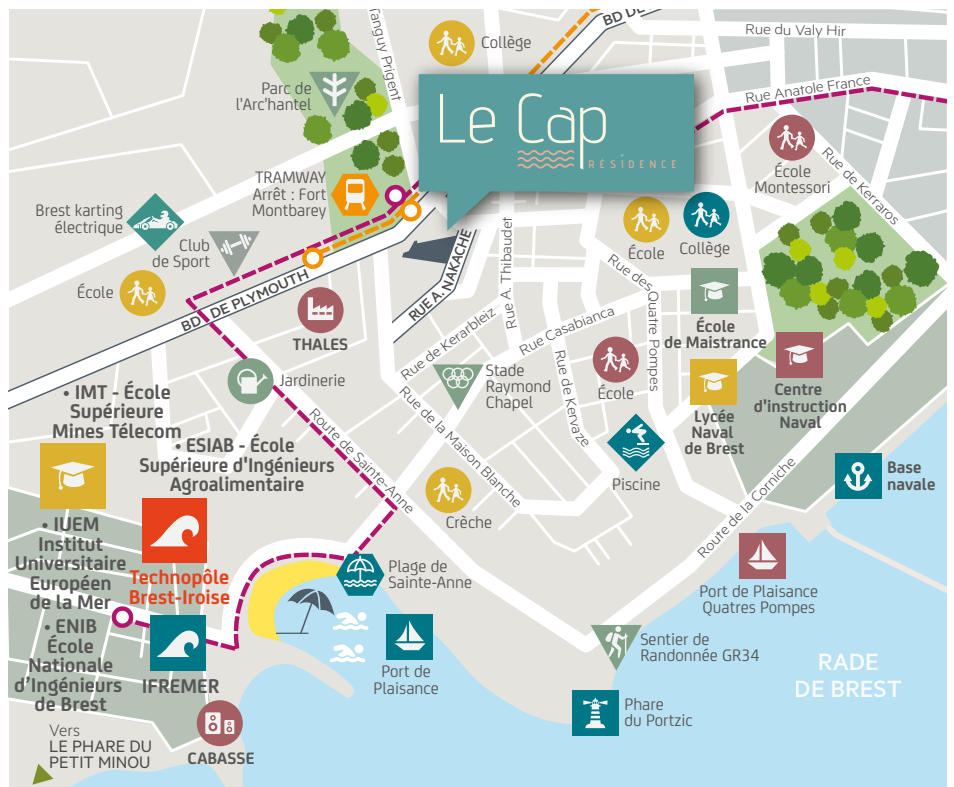 BD DE
Rue du Valy Hir
Collège
Tanguy Prigent
Parc de
l'Arc'hantel
Rue Anatole France
Le Cap
RÉSIDENCE
École
Montessori
Rue de Kerraros
TRAMWAY
Arrêt : Fort
Montbarey
Brest karting
électrique
Club
de Sport
École
BD DE PLYMOUTH
RUE A. NAKACHE
Rue A. Thibaudet
École
Collège
Rue des Quatre Pompes
École
de Maistrance
THALES
Rue de Kerarbleiz
Rue Casabianca
Rue de Kervaze
Jardinerie
Stade
Raymond
Chapel
École
Lycée
Naval
de Brest
Centre
d'instruction
Naval
• IMT - École
Supérieure
Mines Télecom
• ESIAB - École
Supérieure d'Ingénieurs
Agroalimentaire
Route de Sainte-Anne
Rue de la Maison Blanche
Crèche
Piscine
Route de la Corniche
Base
navale
• IUEM
Institut
Universitaire
Européen
de la Mer
Technopôle
Brest-Iroise
Plage de
Sainte-Anne
Port de Plaisance
Quatres Pompes
• ENIB
École
Nationale
d’Ingénieurs
de Brest
IFREMER
Port de
Plaisance
Sentier de
Randonnée GR34
RADE
DE BREST
Phare
du Portzic
Vers
LE PHARE DU
PETIT MINOU
CABASSE